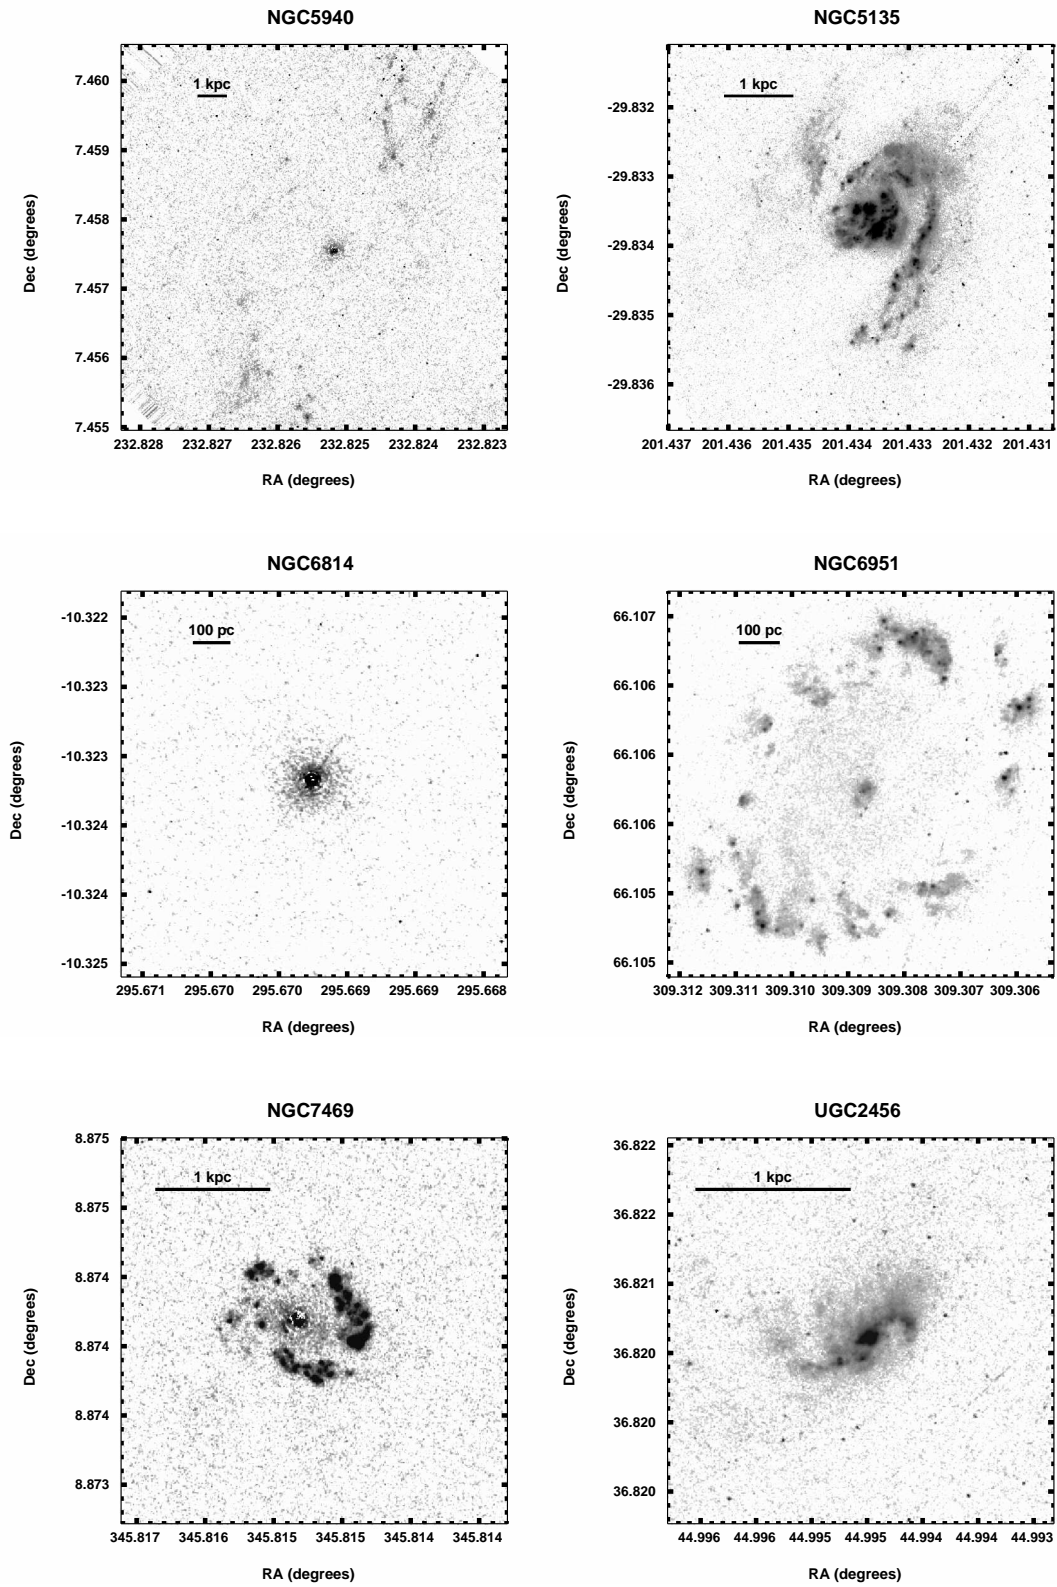 NGC5940
1 kpc
7.460
7.459
7.458
7.457
7.456
7.455
Dec (degrees)
232.828 232.827 232.826 232.825 232.824 232.823
RA (degrees)
NGC5135
1 kpc
-29.832
-29.833
-29.834
-29.835
-29.836
Dec (degrees)
201.437 201.436 201.435 201.434 201.433 201.432 201.431
RA (degrees)
NGC6814
100 pc
-10.322
-10.323
-10.323
-10.324
-10.324
-10.325
Dec (degrees)
295.671 295.670 295.670 295.669 295.669 295.668
RA (degrees)
NGC6951
100 pc
66.107
66.106
66.106
66.106
66.105
66.105
Dec (degrees)
309.312 309.311 309.310 309.309 309.308 309.307 309.306
RA (degrees)
NGC7469
1 kpc
8.875
8.875
8.874
8.874
8.874
8.873
Dec (degrees)
345.817 345.816 345.815 345.815 345.814 345.814
RA (degrees)
UGC2456
1 kpc
36.822
36.822
36.821
36.820
36.820
36.820
Dec (degrees)
44.996 44.996 44.995 44.995 44.994 44.994 44.993
RA (degrees)